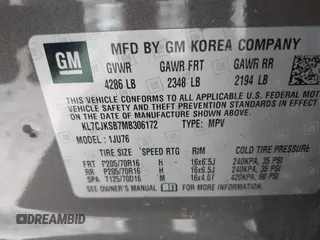 GM
MFD BY GM KOREA COMPANY
GVWR GAWR FRT GAWR RR
4286 LB 2348 LB 2194 LB
THIS VEHICLE CONFORMS TO ALL APPLICABLE U.S. FEDERAL MOTOR
VEHICLE SAFETY AND THEFT PREVENTION STANDARDS IN EFFECT
ON THE DATE OF MANUFACTURE SHOWN ABOVE.
KL7CJKSB7MB306172 TYPE: MPV
MODEL: 1JU76
TIRE SIZE SPEED RTG RIM COLD TIRE PRESSURE
FRT P205/70R16 H 16x6.5J 240KPA, 35 PSI
RR P205/70R16 H 16x6.5J 240KPA, 35 PSI
SPA T125/70D16 M 16x4.0T 420KPA, 60 PSI
SEE OWNER MANUAL FOR ADDITIONAL INFORMATION
DREAMBID